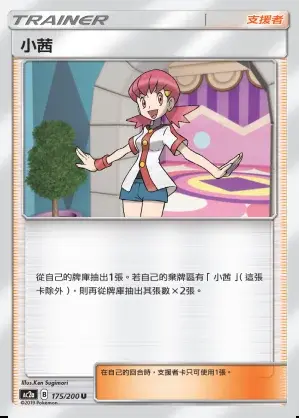 TRAINER
支援者
小茜
從自己的牌庫抽出1張。若自己的棄牌區有「小茜」(這張
卡除外),則再從牌庫抽出其張數×2張。
Illus.Ken Sugimori
在自己的回合時,支援者卡只可使用1張。
AC2a B 175/200 U
©2019 Pokémon